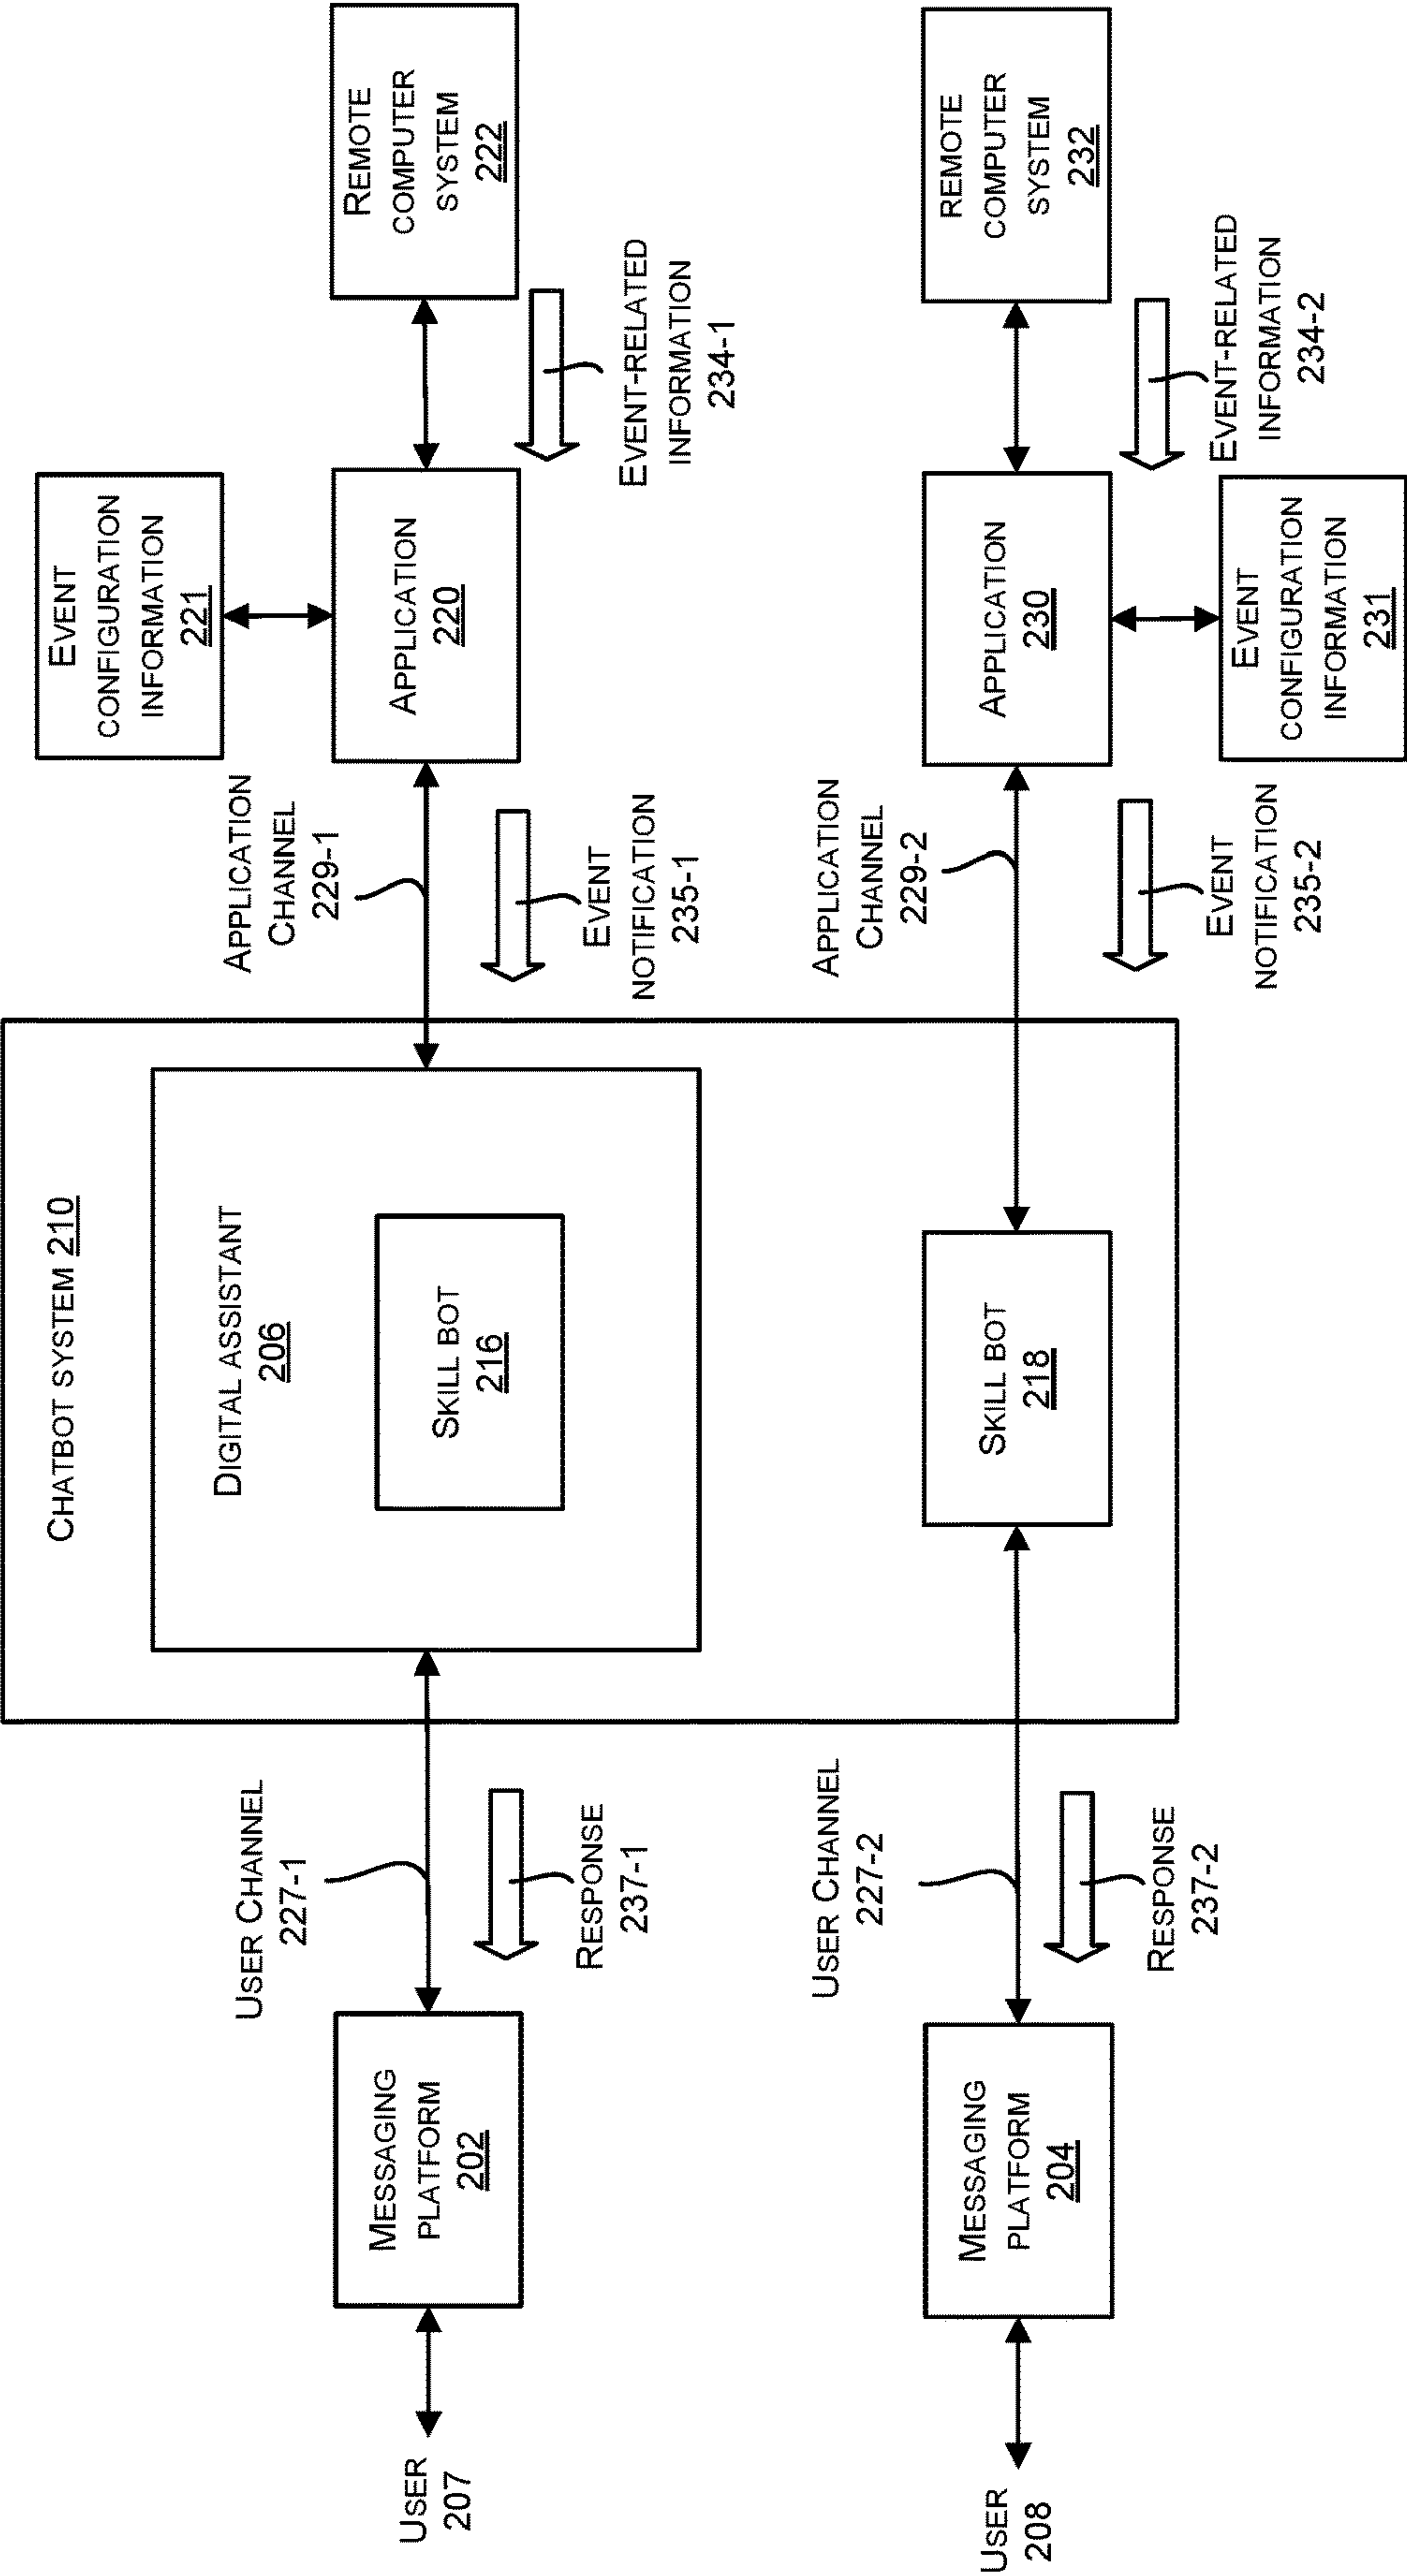 CHATBOT SYSTEM 210
EVENT
CONFIGURATION
INFORMATION
221
USER CHANNEL
227-1
DIGITAL ASSISTANT
206
APPLICATION
CHANNEL
229-1
USER
207
MESSAGING
PLATFORM
202
SKILL BOT
216
APPLICATION
220
REMOTE
COMPUTER
SYSTEM
222
RESPONSE
237-1
EVENT
NOTIFICATION
235-1
EVENT-RELATED
INFORMATION
234-1
USER CHANNEL
227-2
APPLICATION
CHANNEL
229-2
USER
208
MESSAGING
PLATFORM
204
SKILL BOT
218
APPLICATION
230
REMOTE
COMPUTER
SYSTEM
232
RESPONSE
237-2
EVENT
NOTIFICATION
235-2
EVENT-RELATED
INFORMATION
234-2
EVENT
CONFIGURATION
INFORMATION
231